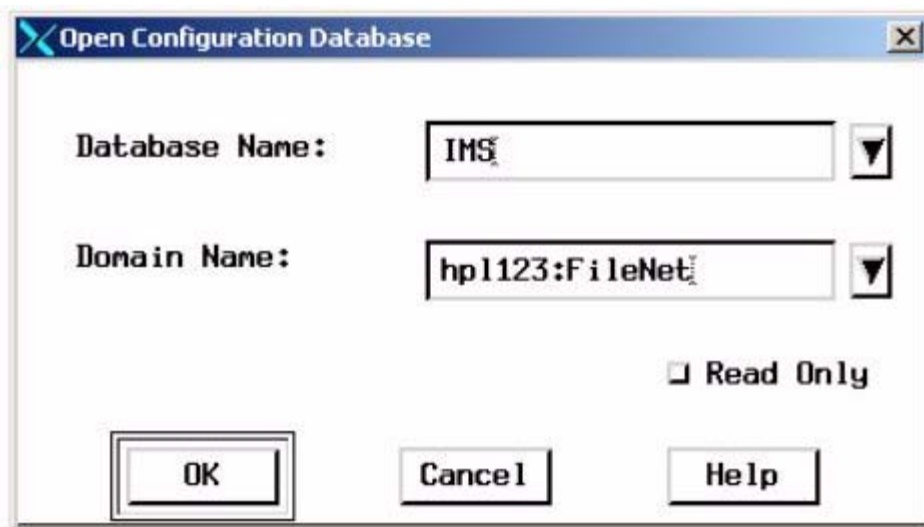 Open Configuration Database
Database Name: IMS
Domain Name: hpl123:FileNet
Read Only
OK Cancel Help